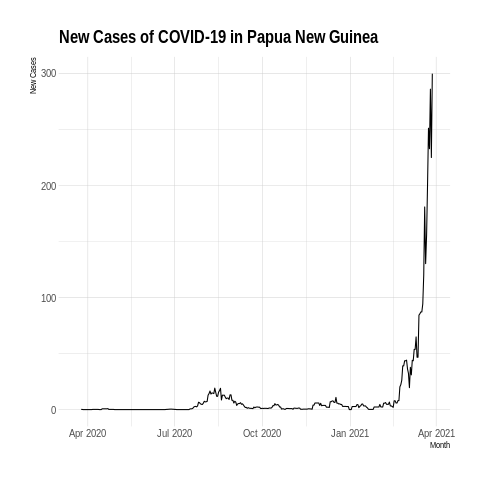 New Cases of COVID-19 in Papua New Guinea
New Cases
300
200
100
0
Apr 2020 Jul 2020 Oct 2020 Jan 2021 Apr 2021
Month